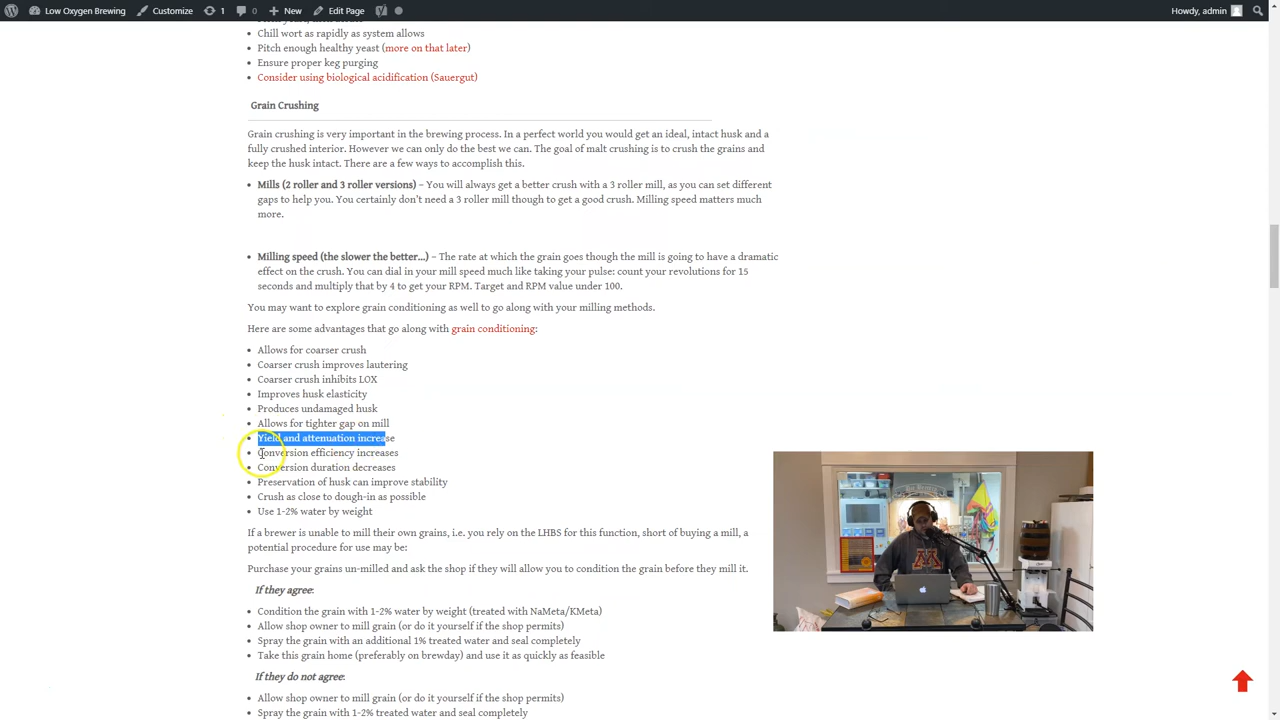 Low Oxygen Brewing Customize 1 0 New Edit Page Howdy, admin
Chill wort as rapidly as system allows
Pitch enough healthy yeast (more on that later)
Ensure proper keg purging
Consider using biological acidification (Sauergut)
Grain Crushing
Grain crushing is very important in the brewing process. In a perfect world you would get an ideal, intact husk and a
fully crushed interior. However we can only do the best we can. The goal of malt crushing is to crush the grains and
keep the husk intact. There are a few ways to accomplish this.
Mills (2 roller and 3 roller versions) – You will always get a better crush with a 3 roller mill, as you can set different
gaps to help you. You certainly don't need a 3 roller mill though to get a good crush. Milling speed matters much
more.
Milling speed (the slower the better...) – The rate at which the grain goes though the mill is going to have a dramatic
effect on the crush. You can dial in your mill speed much like taking your pulse: count your revolutions for 15
seconds and multiply that by 4 to get your RPM. Target and RPM value under 100.
You may want to explore grain conditioning as well to go along with your milling methods.
Here are some advantages that go along with grain conditioning:
Allows for coarser crush
Coarser crush improves lautering
Coarser crush inhibits LOX
Improves husk elasticity
Produces undamaged husk
Allows for tighter gap on mill
Yield and attenuation increase
Conversion efficiency increases
Conversion duration decreases
Preservation of husk can improve stability
Crush as close to dough-in as possible
Use 1-2% water by weight
If a brewer is unable to mill their own grains, i.e. you rely on the LHBS for this function, short of buying a mill, a
potential procedure for use may be:
Purchase your grains un-milled and ask the shop if they will allow you to condition the grain before they mill it.
If they agree:
Condition the grain with 1-2% water by weight (treated with NaMeta/KMeta)
Allow shop owner to mill grain (or do it yourself if the shop permits)
Spray the grain with an additional 1% treated water and seal completely
Take this grain home (preferably on brewday) and use it as quickly as feasible
If they do not agree:
Allow shop owner to mill grain (or do it yourself if the shop permits)
Spray the grain with 1-2% treated water and seal completely